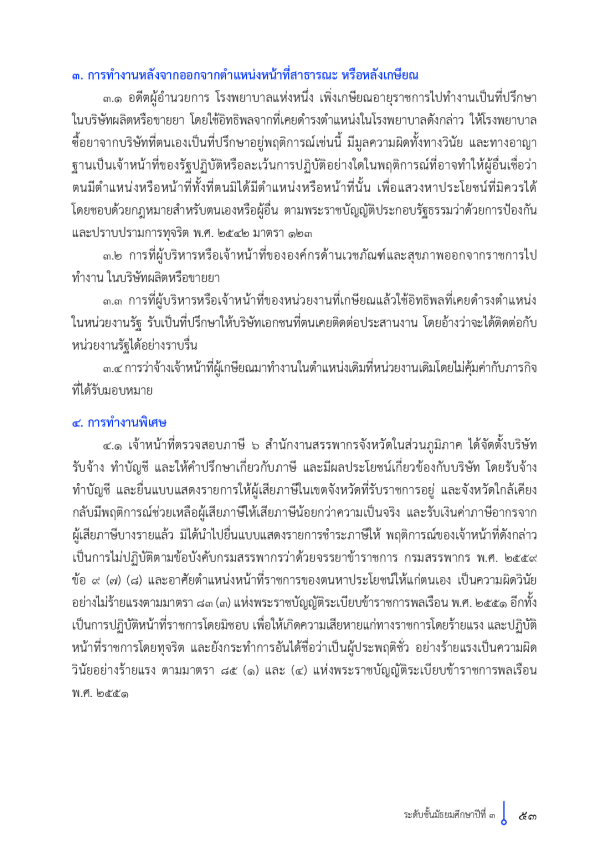 ๓. การทำงานหลังจากออกจากตำแหน่งหน้าที่สาธารณะ หรือหลังเกษียณ
๓.๑ อดีตผู้อำนวยการ โรงพยาบาลแห่งหนึ่ง เพิ่งเกษียณอายุราชการไปทำงานเป็นที่ปรึกษา
ในบริษัทผลิตหรือขายยา โดยใช้อิทธิพลจากที่เคยดำรงตำแหน่งในโรงพยาบาลดังกล่าว ให้โรงพยาบาล
ซื้อยาจากบริษัทที่ตนเองเป็นที่ปรึกษาอยู่พฤติการณ์เช่นนี้ มีมูลความผิดทั้งทางวินัย และทางอาญา
ฐานเป็นเจ้าหน้าที่ของรัฐปฏิบัติหรือละเว้นการปฏิบัติอย่างใดในพฤติการณ์ที่อาจทำให้ผู้อื่นเชื่อว่า
ตนมีตำแหน่งหรือหน้าที่ทั้งที่ตนมิได้มีตำแหน่งหรือหน้าที่นั้น เพื่อแสวงหาประโยชน์ที่มิควรได้
โดยชอบด้วยกฎหมายสำหรับตนเองหรือผู้อื่น ตามพระราชบัญญัติประกอบรัฐธรรมว่าด้วยการป้องกัน
และปราบปรามการทุจริต พ.ศ. ๒๕๔๒ มาตรา ๑๒๓
๓.๒ การที่ผู้บริหารหรือเจ้าหน้าที่ขององค์กรด้านเวชภัณฑ์และสุขภาพออกจากราชการไป
ทำงาน ในบริษัทผลิตหรือขายยา
๓.๓ การที่ผู้บริหารหรือเจ้าหน้าที่ของหน่วยงานที่เกษียณแล้วใช้อิทธิพลที่เคยดำรงตำแหน่ง
ในหน่วยงานรัฐ รับเป็นที่ปรึกษาให้บริษัทเอกชนที่ตนเคยติดต่อประสานงาน โดยอ้างว่าจะได้ติดต่อกับ
หน่วยงานรัฐได้อย่างราบรื่น
๓.๔ การว่าจ้างเจ้าหน้าที่ผู้เกษียณมาทำงานในตำแหน่งเดิมที่หน่วยงานเดิมโดยไม่คุ้มค่ากับภารกิจ
ที่ได้รับมอบหมาย
๔. การทำงานพิเศษ
๔.๑ เจ้าหน้าที่ตรวจสอบภาษี ๖ สำนักงานสรรพากรจังหวัดในส่วนภูมิภาค ได้จัดตั้งบริษัท
รับจ้าง ทำบัญชี และให้คำปรึกษาเกี่ยวกับภาษี และมีผลประโยชน์เกี่ยวข้องกับบริษัท โดยรับจ้าง
ทำบัญชี และยื่นแบบแสดงรายการให้ผู้เสียภาษีในเขตจังหวัดที่รับราชการอยู่ และจังหวัดใกล้เคียง
กลับมีพฤติการณ์ช่วยเหลือผู้เสียภาษีให้เสียภาษีน้อยกว่าความเป็นจริง และรับเงินค่าภาษีอากรจาก
ผู้เสียภาษีบางรายแล้ว มิได้นำไปยื่นแบบแสดงรายการชำระภาษีให้ พฤติการณ์ของเจ้าหน้าที่ดังกล่าว
เป็นการไม่ปฏิบัติตามข้อบังคับกรมสรรพากรว่าด้วยจรรยาข้าราชการ กรมสรรพากร พ.ศ. ๒๕๕๙
ข้อ ๙ (๗) (๘) และอาศัยตำแหน่งหน้าที่ราชการของตนหาประโยชน์ให้แก่ตนเอง เป็นความผิดวินัย
อย่างไม่ร้ายแรงตามมาตรา ๘๓ (๓) แห่งพระราชบัญญัติระเบียบข้าราชการพลเรือน พ.ศ. ๒๕๕๑ อีกทั้ง
เป็นการปฏิบัติหน้าที่ราชการโดยมิชอบ เพื่อให้เกิดความเสียหายแก่ทางราชการโดยร้ายแรง และปฏิบัติ
หน้าที่ราชการโดยทุจริต และยังกระทำการอันได้ชื่อว่าเป็นผู้ประพฤติชั่ว อย่างร้ายแรงเป็นความผิด
วินัยอย่างร้ายแรง ตามมาตรา ๘๕ (๑) และ (๔) แห่งพระราชบัญญัติระเบียบข้าราชการพลเรือน
พ.ศ. ๒๕๕๑
ระดับชั้นมัธยมศึกษาปีที่ ๓ ๕๓